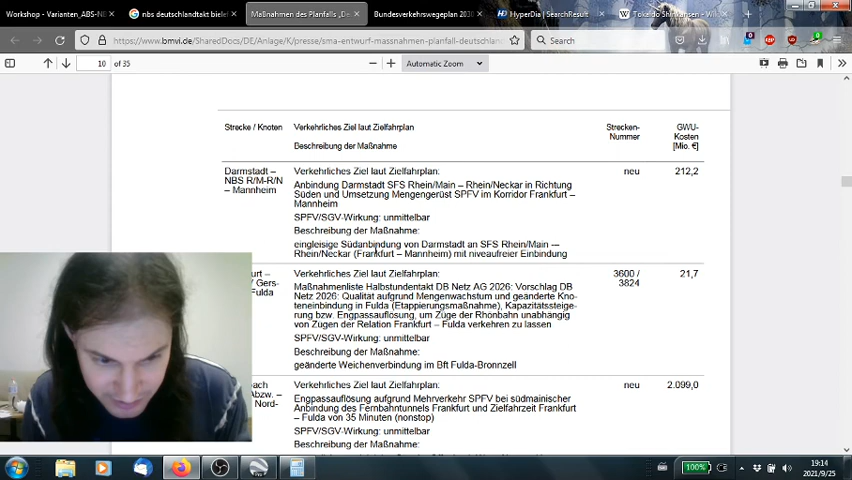 Workshop - Varianten_ABS-NE
nbs deutschlandtakt bielef
Maßnahmen des Planfalls „De
Bundesverkehrswegeplan 2030
HyperDia | SearchResult
Tokaido Shinkansen - Wiki
https://www.bmvi.de/SharedDocs/DE/Anlage/K/presse/sma-entwurf-massnahmen-planfall-deutschlan
Search
10
of 35
Automatic Zoom
Strecke / Knoten
Verkehrliches Ziel laut Zielfahrplan
Beschreibung der Maßnahme
Strecken-
Nummer
GWU-
Kosten
[Mio. €]
Darmstadt –
NBS R/M-R/N
– Mannheim
Verkehrliches Ziel laut Zielfahrplan:
Anbindung Darmstadt SFS Rhein/Main – Rhein/Neckar in Richtung
Süden und Umsetzung Mengengerüst SPFV im Korridor Frankfurt –
Mannheim
SPFV/SGV-Wirkung: unmittelbar
Beschreibung der Maßnahme:
eingleisige Südanbindung von Darmstadt an SFS Rhein/Main –
Rhein/Neckar (Frankfurt – Mannheim) mit niveaufreier Einbindung
neu
212,2
urt –
/ Gers-
Fulda
Verkehrliches Ziel laut Zielfahrplan:
Maßnahmenliste Halbstundentakt DB Netz AG 2026: Vorschlag DB
Netz 2026: Qualität aufgrund Mengenwachstum und geänderte Kno-
teneinbindung in Fulda (Etappierungsmaßnahme), Kapazitätssteige-
rung bzw. Engpassauflösung, um Züge der Rhönbahn unabhängig
von Zügen der Relation Frankfurt – Fulda verkehren zu lassen
SPFV/SGV-Wirkung: unmittelbar
Beschreibung der Maßnahme:
geänderte Weichenverbindung im Bft Fulda-Bronnzell
3600 /
3824
21,7
bach
Abzw.
Nord-
Verkehrliches Ziel laut Zielfahrplan:
Engpassauflösung aufgrund Mehrverkehr SPFV bei südmainischer
Anbindung des Fernbahntunnels Frankfurt und Zielfahrzeit Frankfurt
– Fulda von 35 Minuten (nonstop)
SPFV/SGV-Wirkung: unmittelbar
Beschreibung der Maßnahme:
neu
2.099,0
100%
19:14
2021/9/25